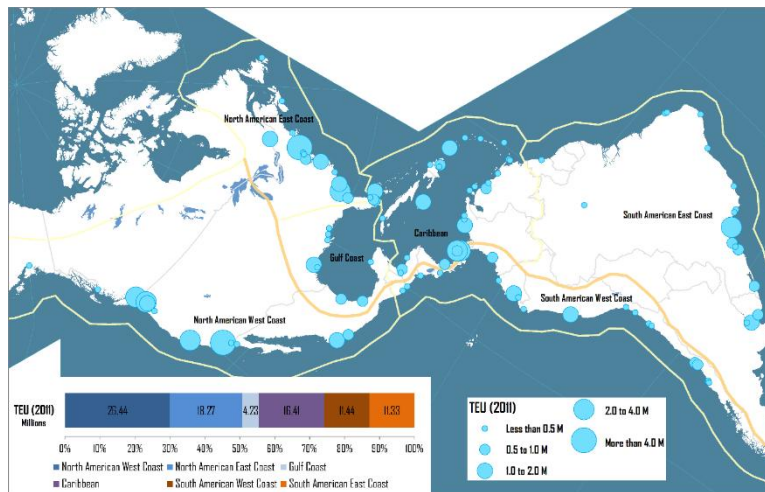 North American East Coast
South American East Coast
Caribbean
Gulf Coast
South American West Coast
North American West Coast
TEU (2011)
Millions
26.44
18.27
4.23
16.41
11.44
11.33
0% 10% 20% 30% 40% 50% 60% 70% 80% 90% 100%
North American West Coast
North American East Coast
Gulf Coast
Caribbean
South American West Coast
South American East Coast
TEU (2011)
Less than 0.5 M
0.5 to 1.0 M
1.0 to 2.0 M
2.0 to 4.0 M
More than 4.0 M